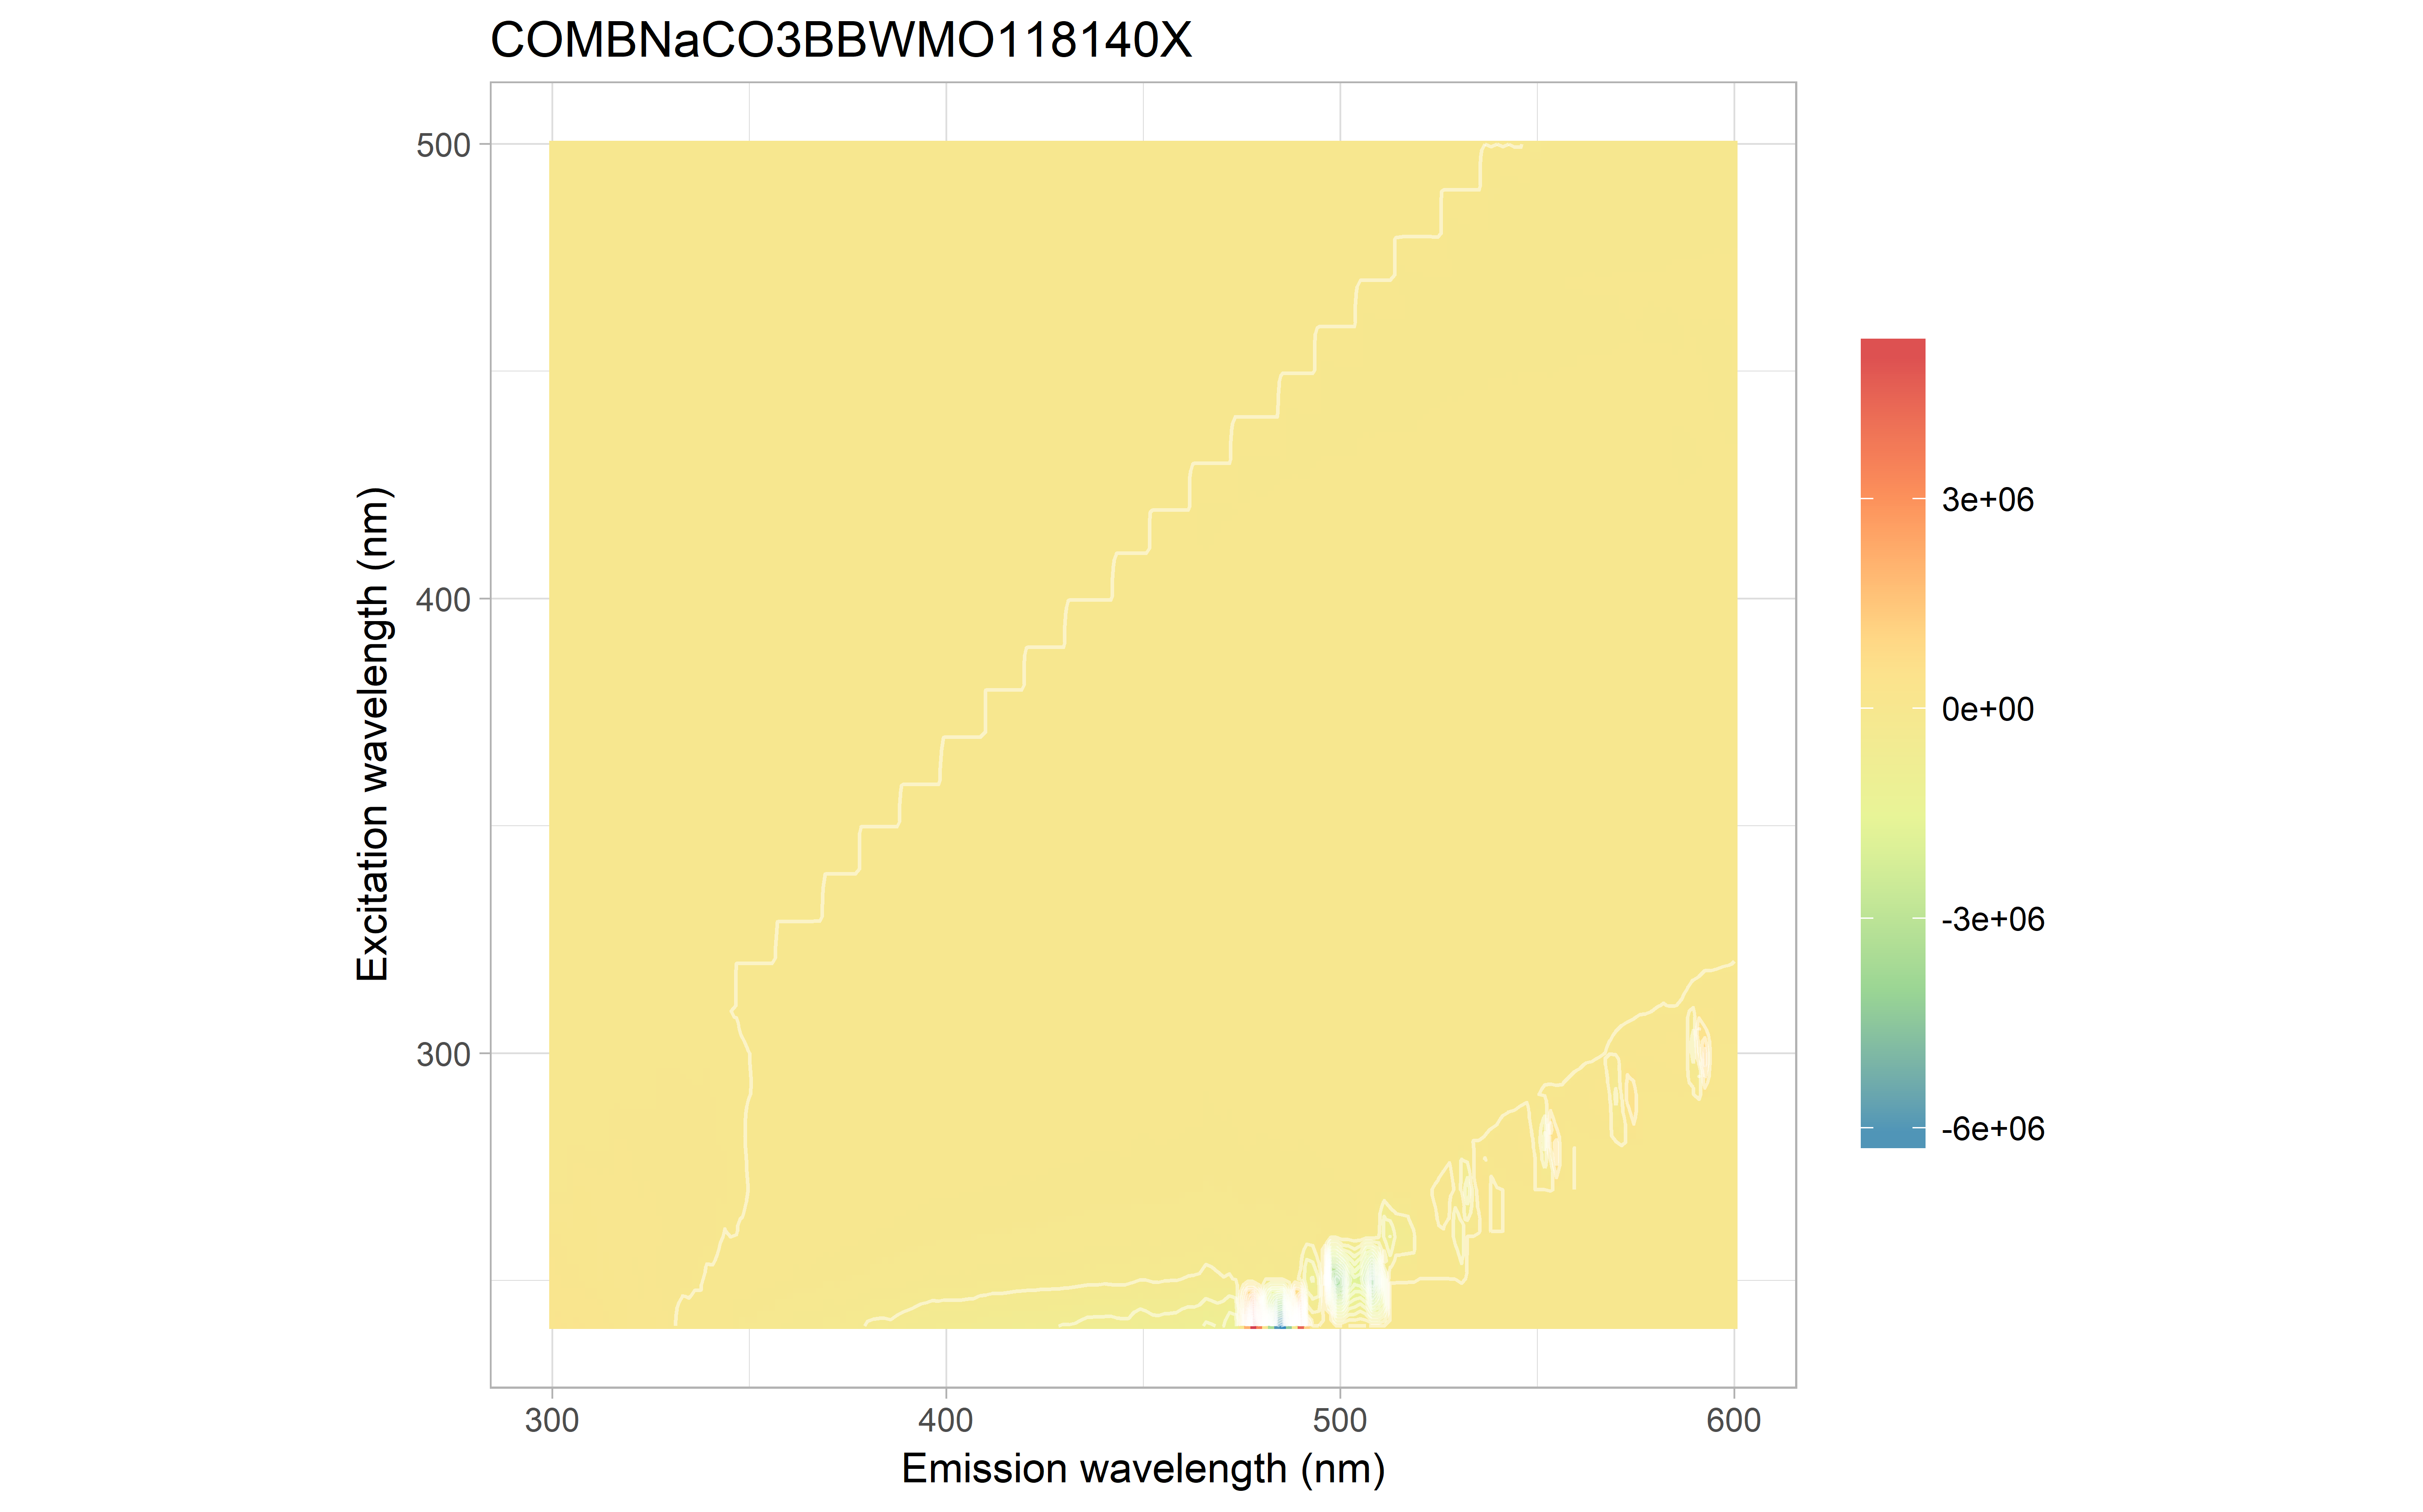 COMBNaCO3BBWMO118140X
500
400
300
Excitation wavelength (nm)
300
400
500
600
Emission wavelength (nm)
3e+06
0e+00
-3e+06
-6e+06